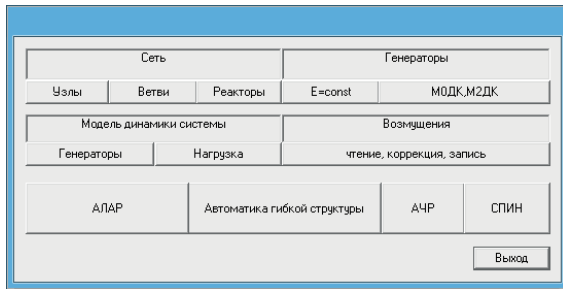 Сеть Генераторы
Узлы Ветви Реакторы E=const М0ДК,М2ДК
Модель динамики системы Возмущения
Генераторы Нагрузка чтение, коррекция, запись
АЛАР Автоматика гибкой структуры АЧР СПИН
Выход